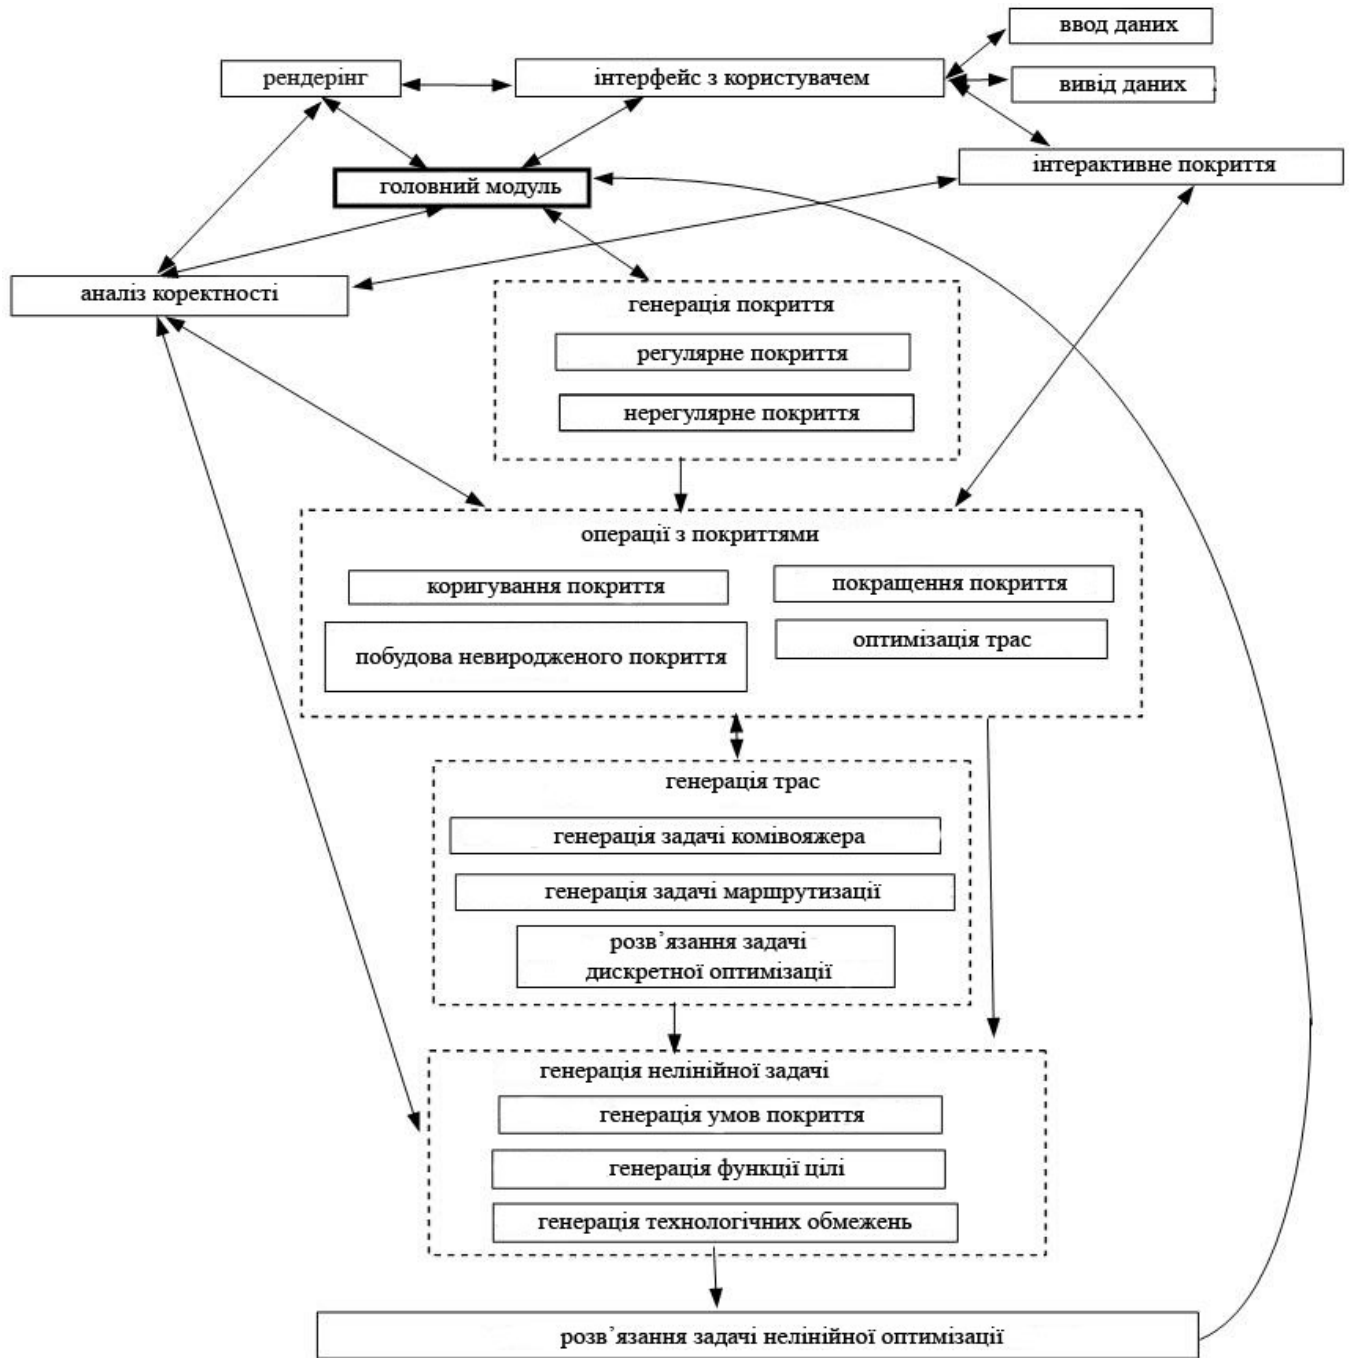 ввод даних
рендерінг
інтерфейс з користувачем
вивід даних
інтерактивне покриття
головний модуль
аналіз коректності
генерація покриття
регулярне покриття
нерегулярне покриття
операції з покриттями
коригування покриття
покращення покриття
побудова невиродженого покриття
оптимізація трас
генерація трас
генерація задачі комівояжера
генерація задачі маршрутизації
розв’язання задачі
дискретної оптимізації
генерація нелінійної задачі
генерація умов покриття
генерація функції цілі
генерація технологічних обмежень
розв’язання задачі нелінійної оптимізації